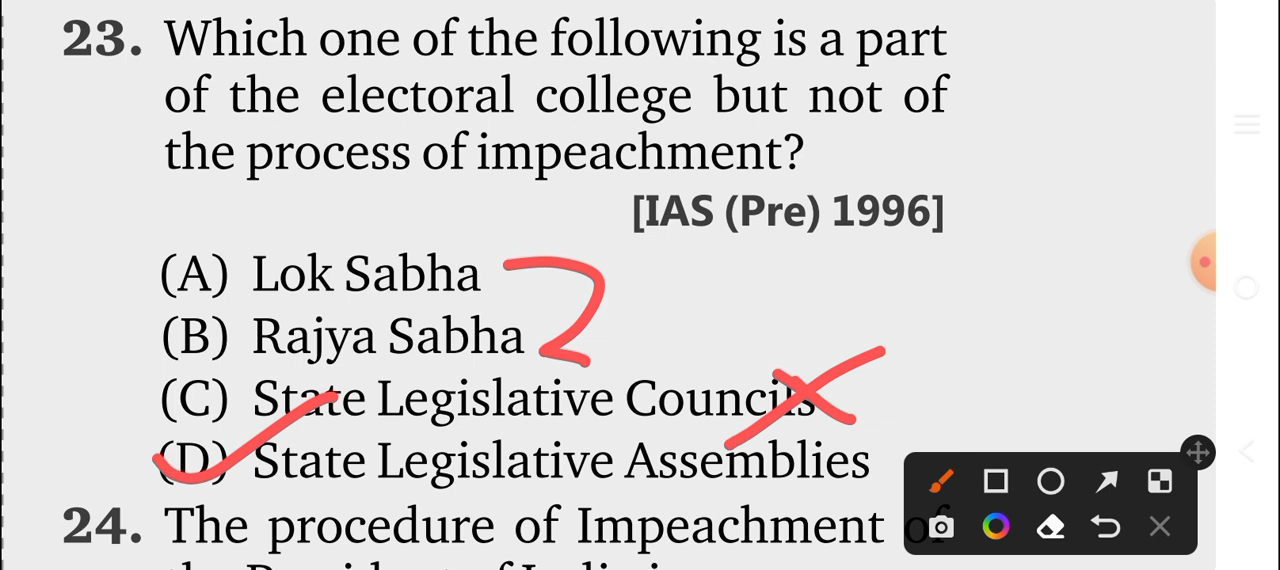 23. Which one of the following is a part
of the electoral college but not of
the process of impeachment?
[IAS (Pre) 1996]
(A) Lok Sabha
(B) Rajya Sabha
(C) State Legislative Councils
(D) State Legislative Assemblies
24. The procedure of Impeachment of